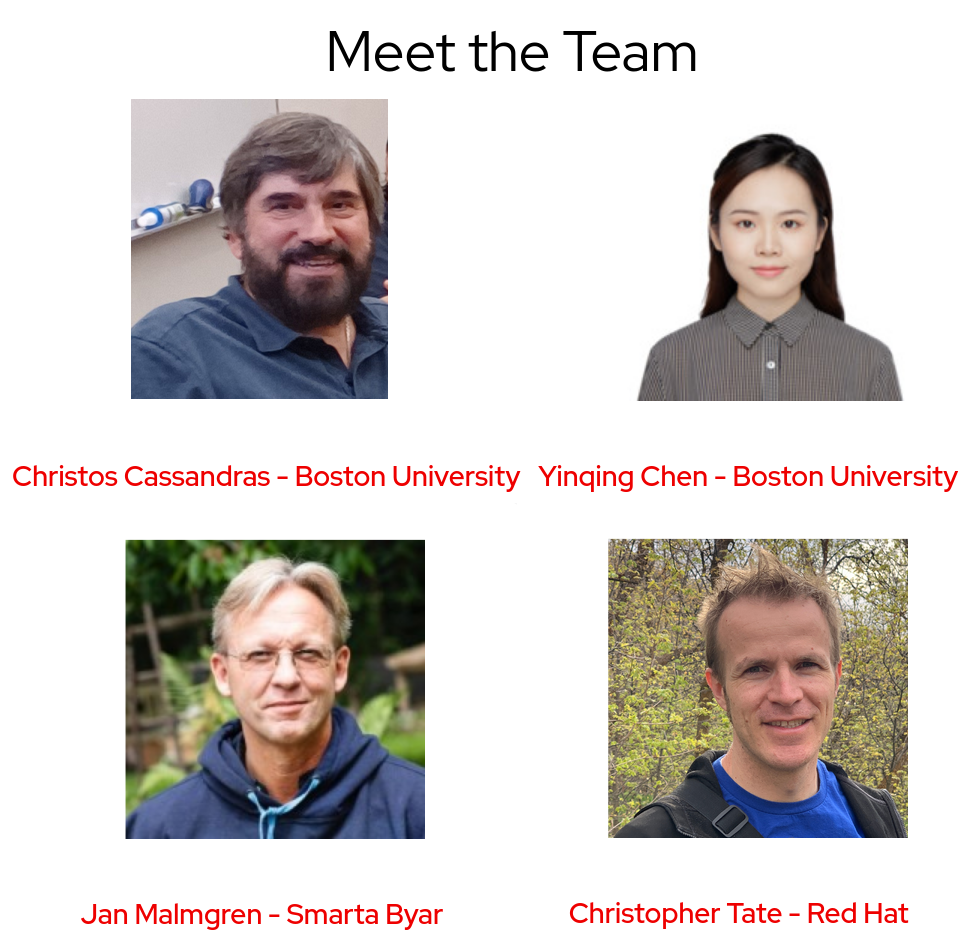 Meet the Team
Christos Cassandras - Boston University
Yinqing Chen - Boston University
Jan Malmgren - Smarta Byar
Christopher Tate - Red Hat